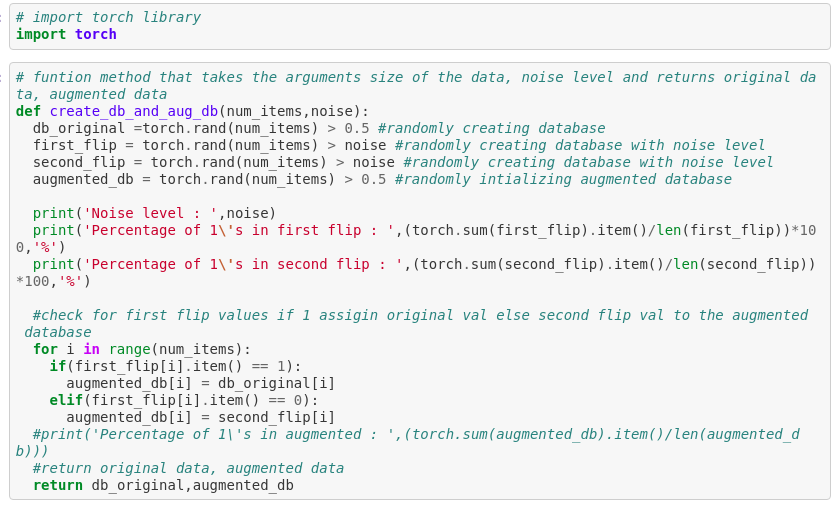 # import torch library
import torch
# funtion method that takes the arguments size of the data, noise level and returns original da
ta, augmented data
def create_db_and_aug_db(num_items,noise):
  db_original =torch.rand(num_items) > 0.5 #randomly creating database
  first_flip = torch.rand(num_items) > noise #randomly creating database with noise level
  second_flip = torch.rand(num_items) > noise #randomly creating database with noise level
  augmented_db = torch.rand(num_items) > 0.5 #randomly intializing augmented database
  print('Noise level : ',noise)
  print('Percentage of 1\'s in first flip : ',(torch.sum(first_flip).item()/len(first_flip))*10
0,'%')
  print('Percentage of 1\'s in second flip : ',(torch.sum(second_flip).item()/len(second_flip))
*100,'%')
  #check for first flip values if 1 assigin original val else second flip val to the augmented
 database
  for i in range(num_items):
    if(first_flip[i].item() == 1):
      augmented_db[i] = db_original[i]
    elif(first_flip[i].item() == 0):
      augmented_db[i] = second_flip[i]
  #print('Percentage of 1\'s in augmented : ',(torch.sum(augmented_db).item()/len(augmented_d
b)))
  #return original data, augmented data
  return db_original,augmented_db